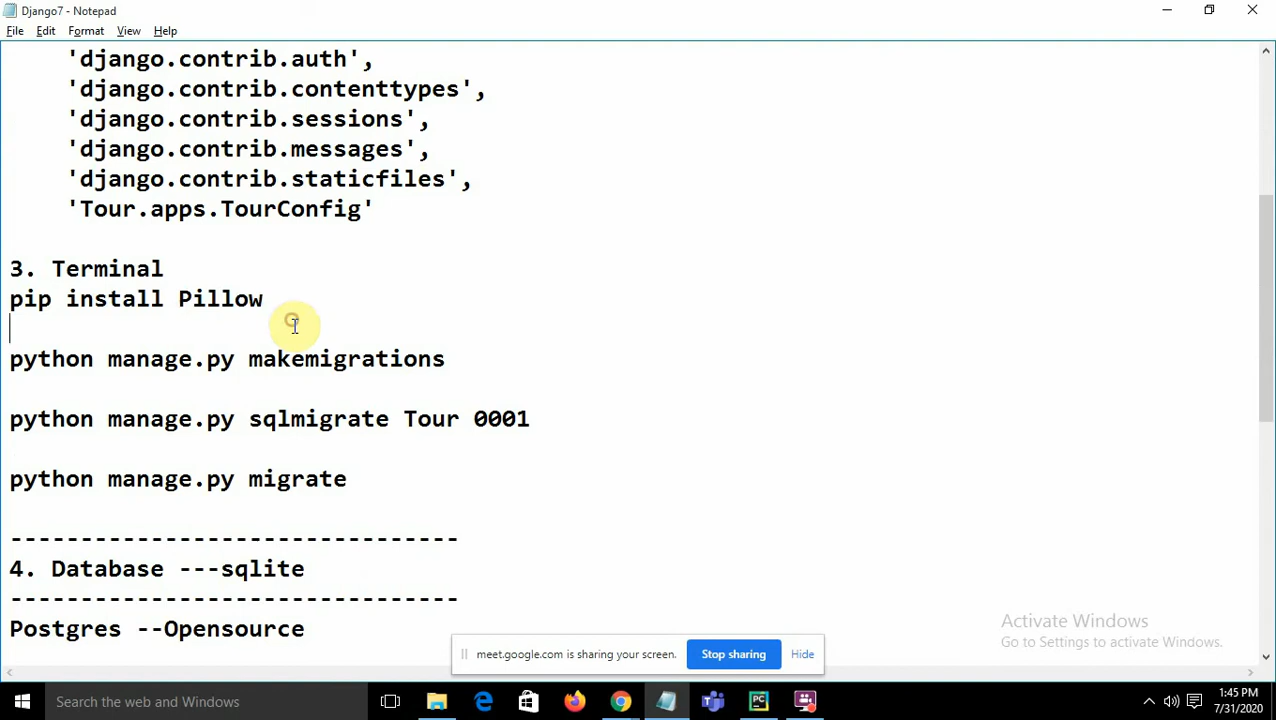 Django7 - Notepad
File Edit Format View Help
'django.contrib.auth',
'django.contrib.contenttypes',
'django.contrib.sessions',
'django.contrib.messages',
'django.contrib.staticfiles',
'Tour.apps.TourConfig'
3. Terminal
pip install Pillow
python manage.py makemigrations
python manage.py sqlmigrate Tour 0001
python manage.py migrate
--------------------------------
4. Database ---sqlite
--------------------------------
Postgres --Opensource
Activate Windows
Go to Settings to activate Windows.
meet.google.com is sharing your screen. Stop sharing Hide
Search the web and Windows
1:45 PM
7/31/2020